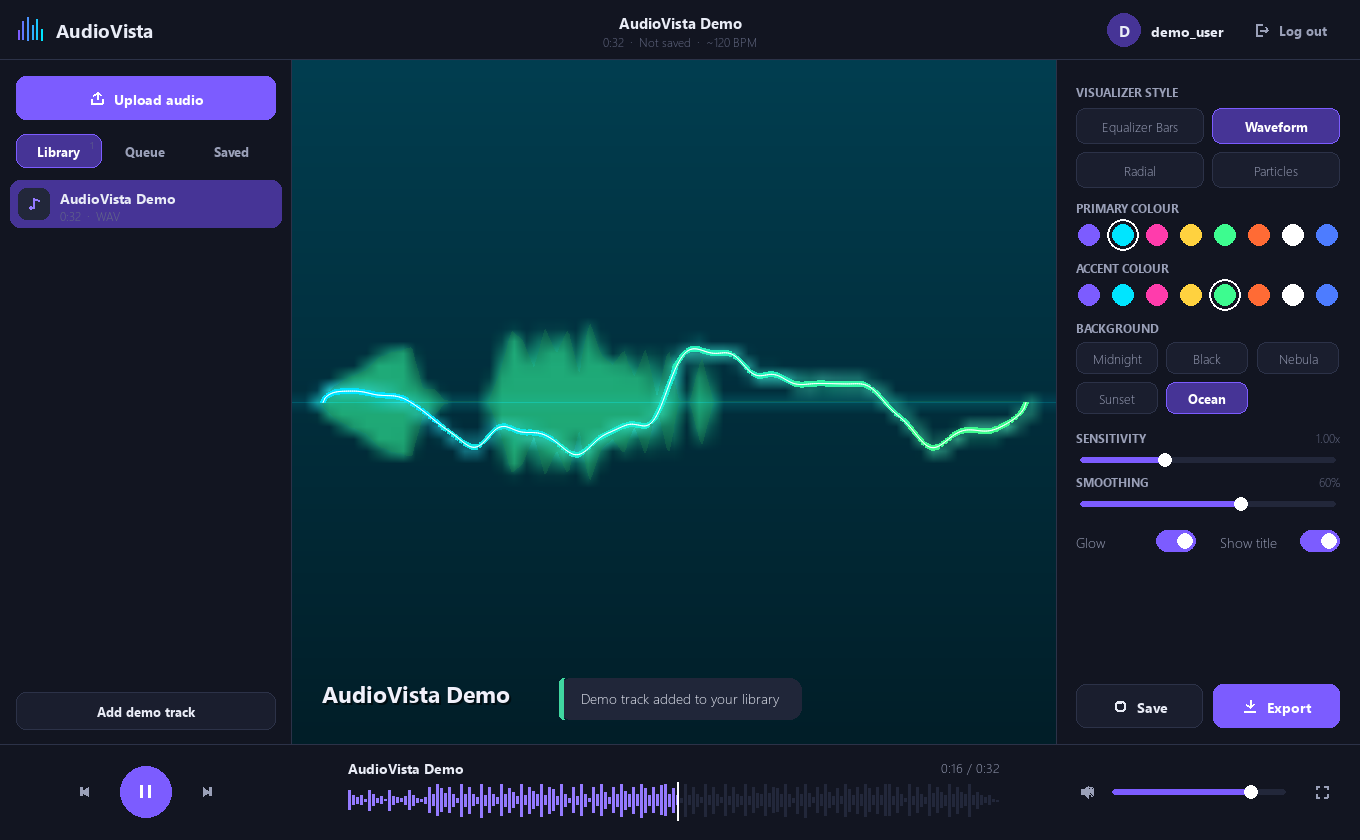 AudioVista
AudioVista Demo
0:32 · Not saved · ~120 BPM
D
demo_user
Log out
Upload audio
Library 1
Queue
Saved
AudioVista Demo
0:32 · WAV
Add demo track
AudioVista Demo
Demo track added to your library
VISUALIZER STYLE
Equalizer Bars
Waveform
Radial
Particles
PRIMARY COLOUR
ACCENT COLOUR
BACKGROUND
Midnight
Black
Nebula
Sunset
Ocean
SENSITIVITY 1.00x
SMOOTHING 60%
Glow
Show title
Save
Export
AudioVista Demo
0:16 / 0:32